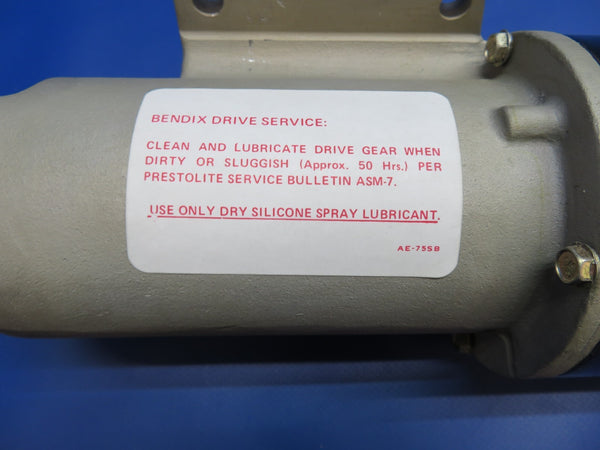 BENDIX DRIVE SERVICE:
CLEAN AND LUBRICATE DRIVE GEAR WHEN
DIRTY OR SLUGGISH (Approx. 50 Hrs.) PER
PRESTOLITE SERVICE BULLETIN ASM-7.
USE ONLY DRY SILICONE SPRAY LUBRICANT.
AE-75SB